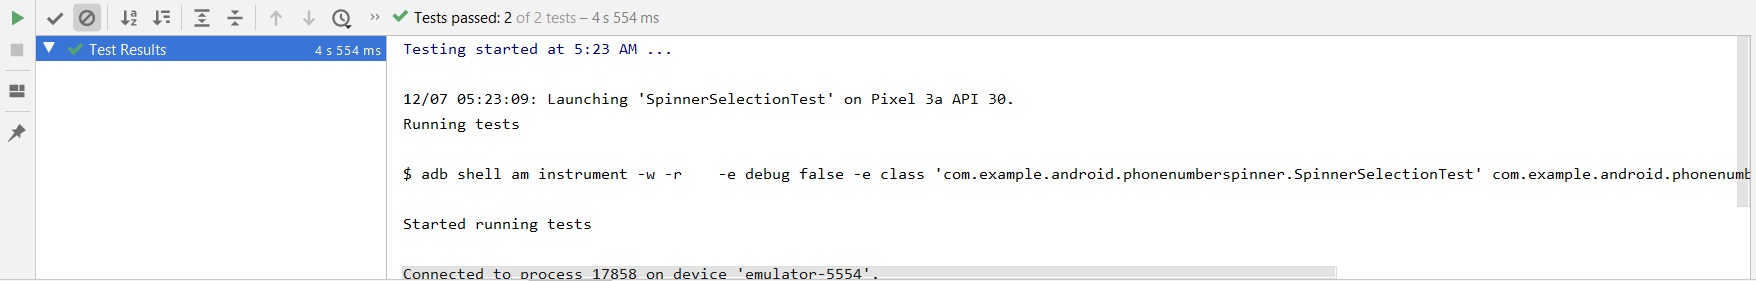 Tests passed: 2 of 2 tests – 4 s 554 ms
Test Results 4 s 554 ms
Testing started at 5:23 AM ...
12/07 05:23:09: Launching 'SpinnerSelectionTest' on Pixel 3a API 30.
Running tests
$ adb shell am instrument -w -r    -e debug false -e class 'com.example.android.phonenumberspinner.SpinnerSelectionTest' com.example.android.phonenumb
Started running tests
Connected to process 17858 on device 'emulator-5554'.